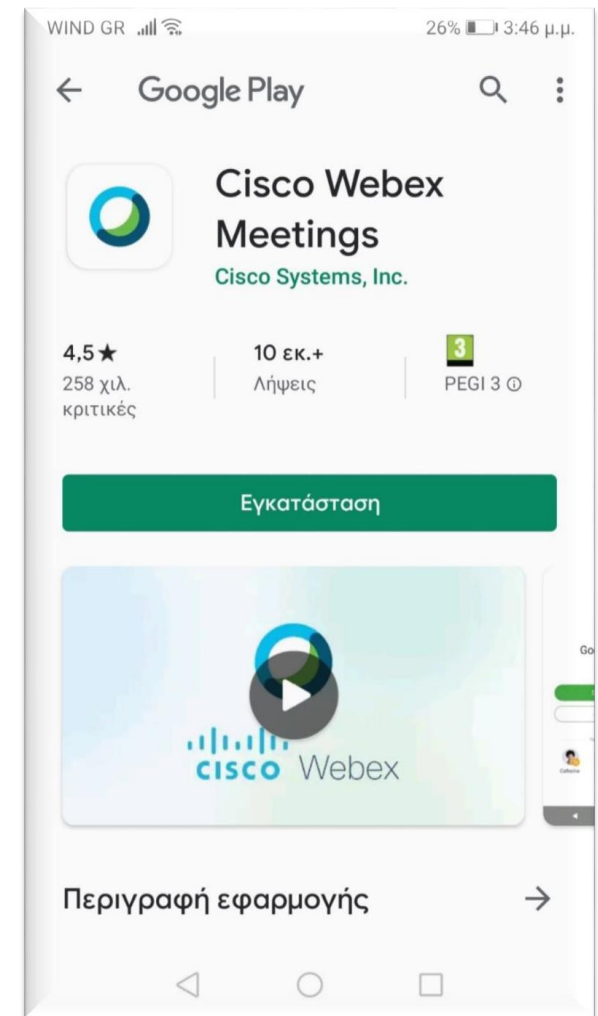 WIND GR 26% 3:46 μ.μ.
Google Play
Cisco Webex
Meetings
Cisco Systems, Inc.
4,5★ 10 εκ.+ 3
258 χιλ. Λήψεις PEGI 3
κριτικές
Εγκατάσταση
Go
CISCO Webex
Περιγραφή εφαρμογής